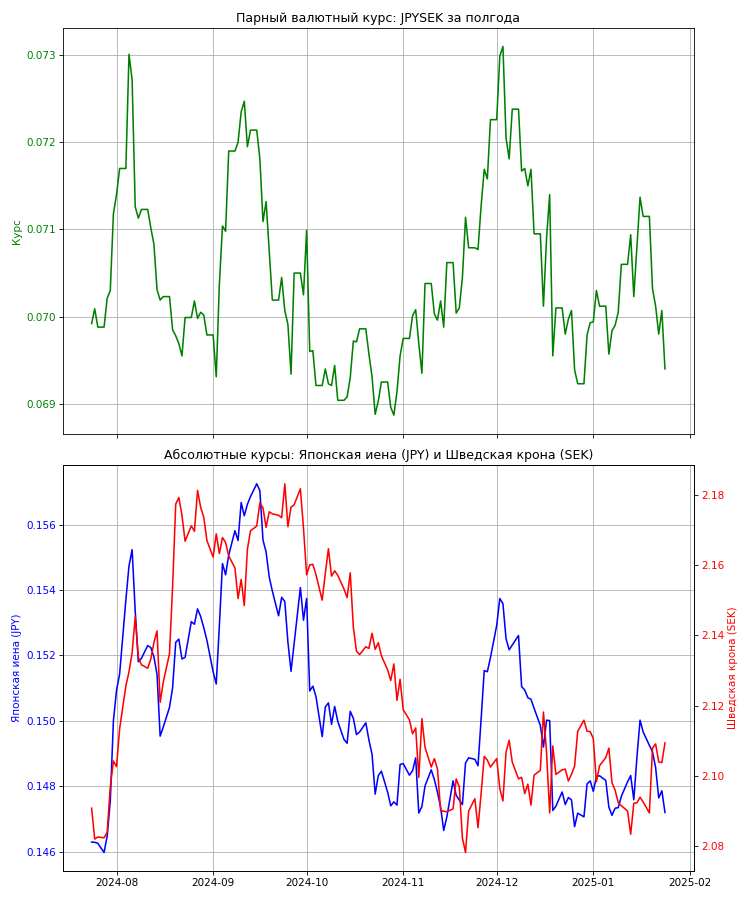 Парный валютный курс: JPYSEK за полгода
0.073
0.072
0.071
0.070
0.069
Курс
Абсолютные курсы: Японская иена (JPY) и Шведская крона (SEK)
0.156
0.154
0.152
0.150
0.148
0.146
Японская иена (JPY)
2.18
2.16
2.14
2.12
2.10
2.08
Шведская крона (SEK)
2024-08 2024-09 2024-10 2024-11 2024-12 2025-01 2025-02